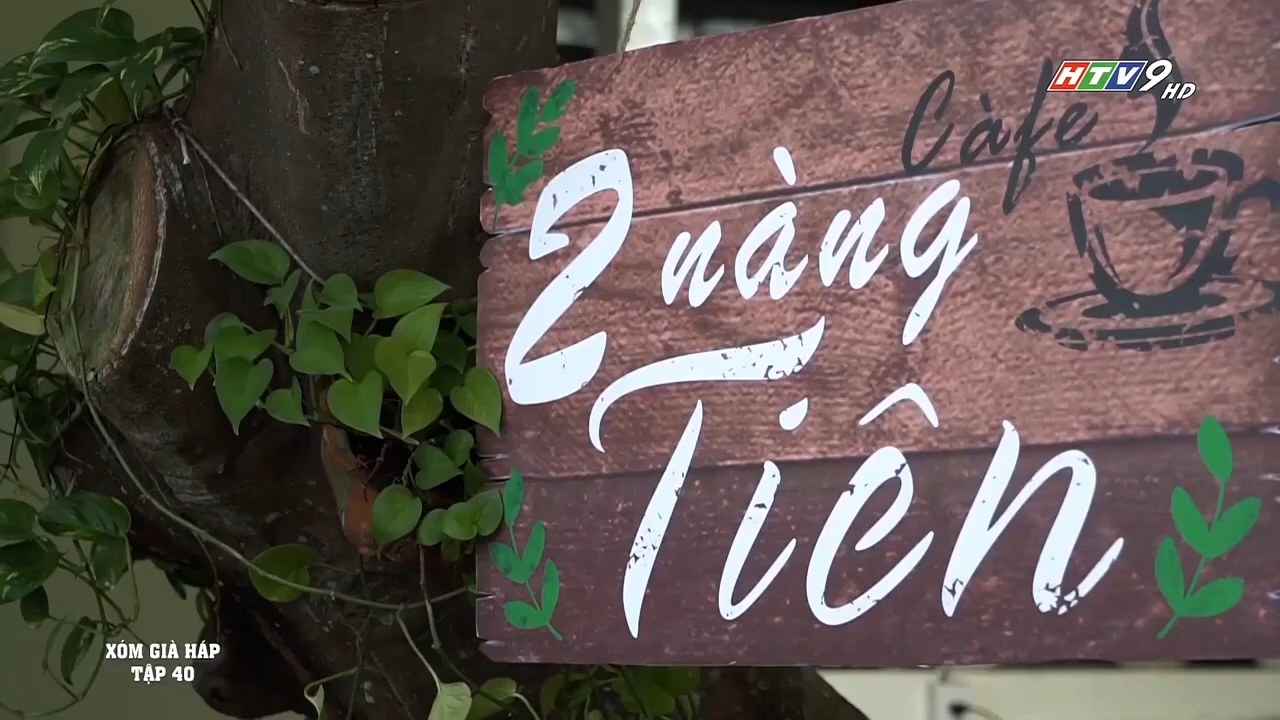 HTV9 HD
Càfe
2 nàng
Tiên
XÓM GIÀ HÁP
TẬP 40